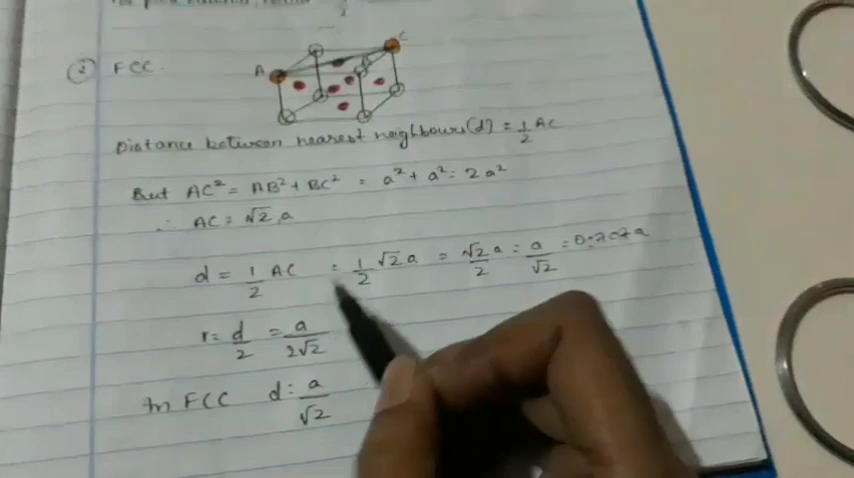 ② FCC.
A C
Distance between nearest neighbours(d) = 1/2 AC
But AC² = AB² + BC² = a² + a² = 2a²
∴ AC = √2 a
d = 1/2 AC = 1/2 √2 a = √2 a/2 = a/√2 = 0.707a
r = d/2 = a/2√2
In FCC d = a/√2